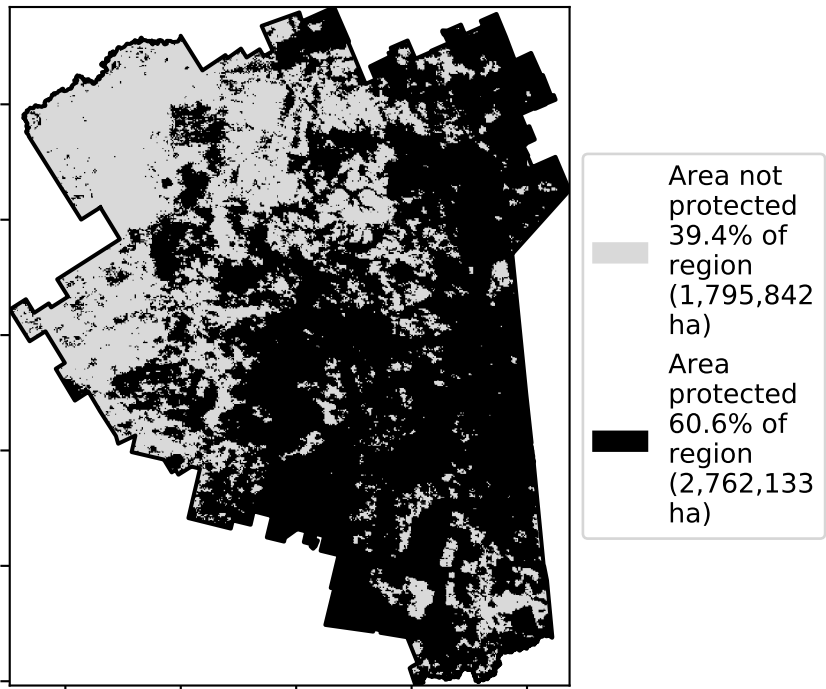 Area not
protected
39.4% of
region
(1,795,842
ha)
Area
protected
60.6% of
region
(2,762,133
ha)